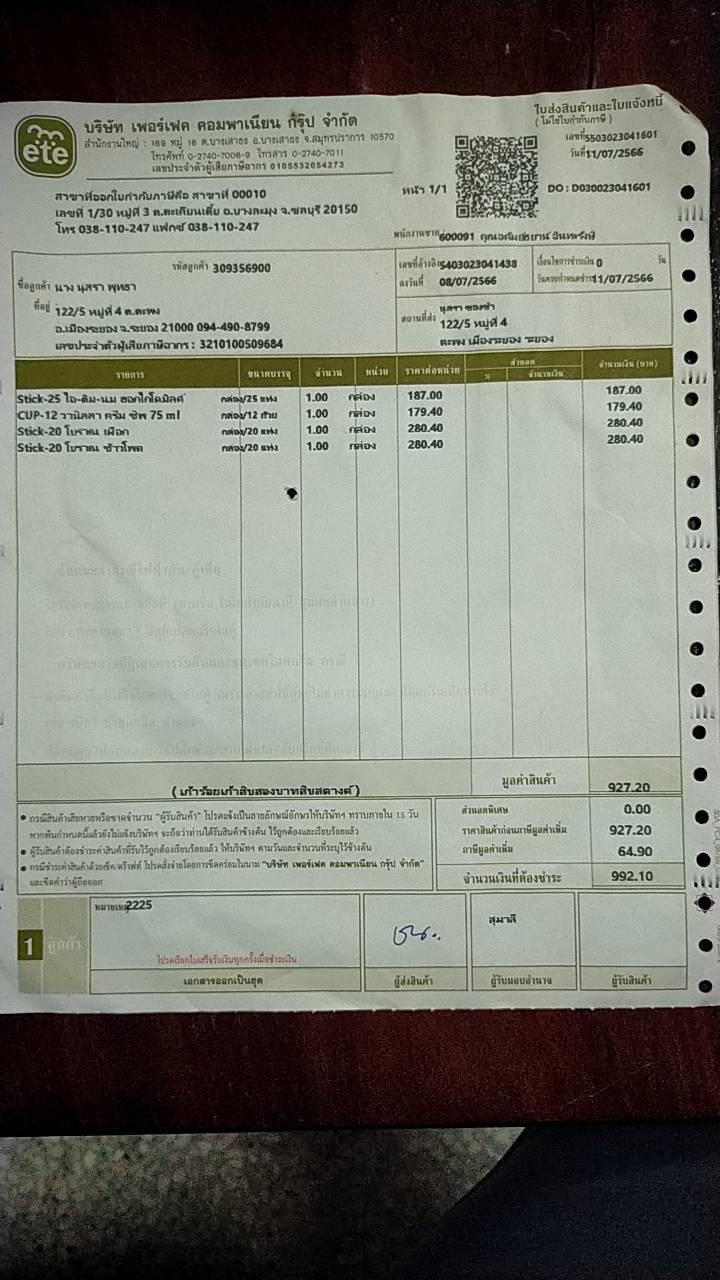 ete
บริษัท เพอร์เฟค คอมพาเนียน กรุ๊ป จำกัด
สำนักงานใหญ่ : 169 หมู่ 16 ต.บางเสาธง อ.บางเสาธง จ.สมุทรปราการ 10570
โทรศัพท์ 0-2740-7006-9 โทรสาร 0-2740-7011
เลขประจำตัวผู้เสียภาษีอากร 0105532054273
ใบส่งสินค้าและใบแจ้งหนี้
( ไม่ใช่ใบกำกับภาษี )
เลขที่ 5503023041601
วันที่ 11/07/2566
สาขาที่ออกใบกำกับภาษีคือ สาขาที่ 00010
หน้า 1/1
DO : D030023041601
เลขที่ 1/30 หมู่ที่ 3 ต.ตะเคียนเตี้ย อ.บางละมุง จ.ชลบุรี 20150
โทร 038-110-247 แฟกซ์ 038-110-247
พนักงานขาย 600091
รหัสลูกค้า 309356900
ชื่อลูกค้า นาง นุสรา พุทธา
ที่อยู่ 122/5 หมู่ที่ 4 ต.ตะพง
อ.เมืองระยอง จ.ระยอง 21000 094-490-8799
เลขประจำตัวผู้เสียภาษีอากร : 3210100509684
เลขที่อ้างอิง 5403023041438
ลงวันที่ 08/07/2566
เงื่อนไขการชำระเงิน 0 วัน
วันครบกำหนดชำระ 11/07/2566
สถานที่ส่ง นุสรา ของชำ
122/5 หมู่ที่ 4
ตะพง เมืองระยอง ระยอง
รายการ ขนาดบรรจุ จำนวน หน่วย ราคาต่อหน่วย ส่วนลด % จำนวนเงิน จำนวนเงิน (บาท)
Stick-25 ไอ-ติม-นม ฮอกไกโดมิลค์ กล่อง/25 แท่ง 1.00 กล่อง 187.00 187.00
CUP-12 วานิลลา ครัม ชัพ 75 ml กล่อง/12 ถ้วย 1.00 กล่อง 179.40 179.40
Stick-20 โบราณ เผือก กล่อง/20 แท่ง 1.00 กล่อง 280.40 280.40
Stick-20 โบราณ ข้าวโพด กล่อง/20 แท่ง 1.00 กล่อง 280.40 280.40
( เก้าร้อยเก้าสิบสองบาทสิบสตางค์ )
มูลค่าสินค้า 927.20
• กรณีสินค้าเสียหายหรือขาดจำนวน "ผู้รับสินค้า" โปรดแจ้งเป็นลายลักษณ์อักษรให้บริษัทฯ ทราบภายใน 15 วัน
หากพ้นกำหนดนี้แล้วยังไม่แจ้งบริษัทฯ จะถือว่าท่านได้รับสินค้าข้างต้น ไว้ถูกต้องและเรียบร้อยแล้ว
• ผู้รับสินค้าต้องชำระค่าสินค้าที่รับไว้ถูกต้องเรียบร้อยแล้ว ให้บริษัทฯ ตามวันและจำนวนที่ระบุไว้ข้างต้น
• กรณีชำระค่าสินค้าด้วยเช็ค/ดร๊าฟท์ โปรดสั่งจ่ายโดยการขีดคร่อมในนาม "บริษัท เพอร์เฟค คอมพาเนียน กรุ๊ป จำกัด"
และขีดคำว่าผู้ถือออก
ส่วนลดพิเศษ 0.00
ราคาสินค้าก่อนภาษีมูลค่าเพิ่ม 927.20
ภาษีมูลค่าเพิ่ม 64.90
จำนวนเงินที่ต้องชำระ 992.10
1 ลูกค้า
หมายเหตุ 2225
สุมาลี
โปรดเรียกใบเสร็จรับเงินทุกครั้งเมื่อชำระเงิน
เอกสารออกเป็นชุด ผู้ส่งสินค้า ผู้รับมอบอำนาจ ผู้รับสินค้า